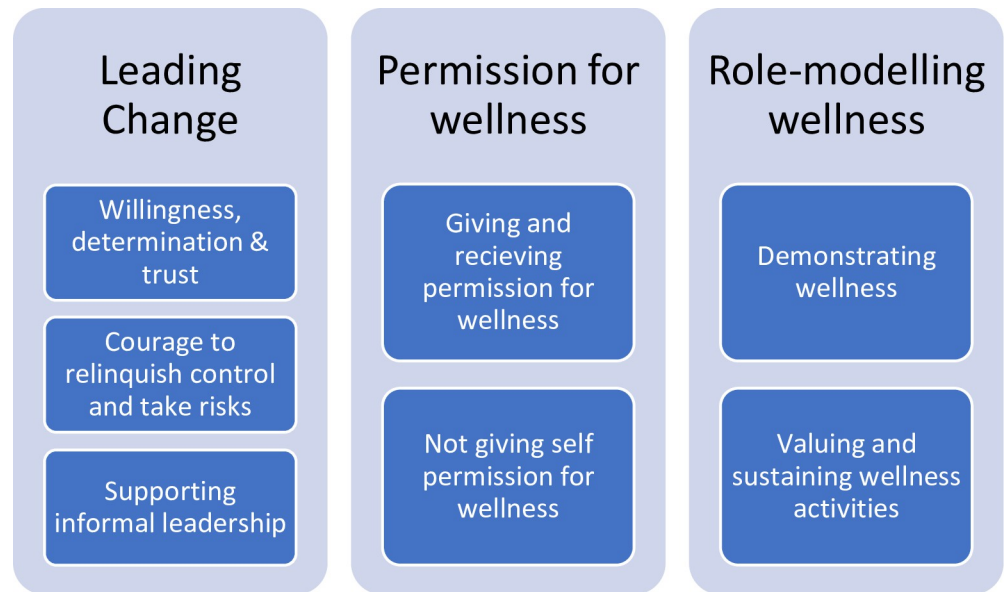 Leading
Change
Willingness,
determination &
trust
Courage to
relinquish control
and take risks
Supporting
informal leadership
Permission for
wellness
Giving and
recieving
permission for
wellness
Not giving self
permission for
wellness
Role-modelling
wellness
Demonstrating
wellness
Valuing and
sustaining wellness
activities